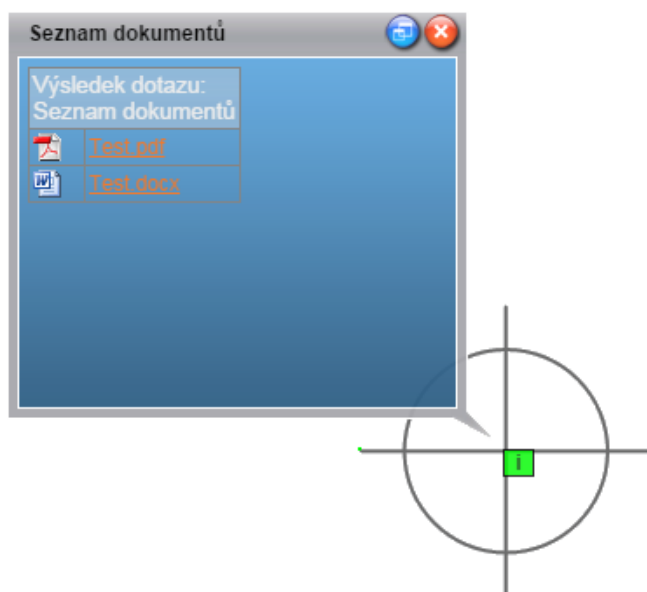 Seznam dokumentů
Výsledek dotazu:
Seznam dokumentů
Test.pdf
Test.docx
i